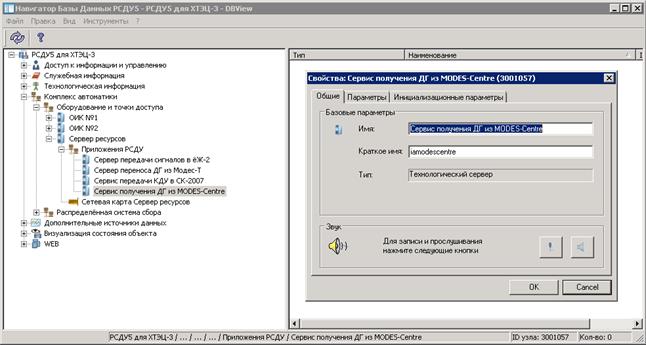 Навигатор Базы Данных РСДУ5 - РСДУ5 для ХТЭЦ-3 - DBView
Файл Правка Вид Инструменты ?
РСДУ5 для ХТЭЦ-3
Доступ к информации и управлению
Служебная информация
Технологическая информация
Комплекс автоматики
Оборудование и точки доступа
ОИК №1
ОИК №2
Сервер ресурсов
Приложения РСДУ
Сервер передачи сигналов в ёЖ-2
Сервер переноса ДГ из Модес-Т
Сервис передачи КДУ в СК-2007
Сервис получения ДГ из MODES-Centre
Сетевая карта Сервер ресурсов
Распределённая система сбора
Дополнительные источники данных
Визуализация состояния объекта
WEB
Тип Наименование
Свойства: Сервис получения ДГ из MODES-Centre (3001057)
Общие Параметры Инициализационные параметры
Базовые параметры
Имя: Сервис получения ДГ из MODES-Centre
Краткое имя: iamodescentre
Тип: Технологический сервер
Звук
Для записи и прослушивания
нажмите следующие кнопки
OK Cancel
РСДУ5 для ХТЭЦ-3 / ... / ... / ... / Приложения РСДУ / Сервис получения ДГ из MODES-Centre ID узла: 3001057 Кол-во: 0